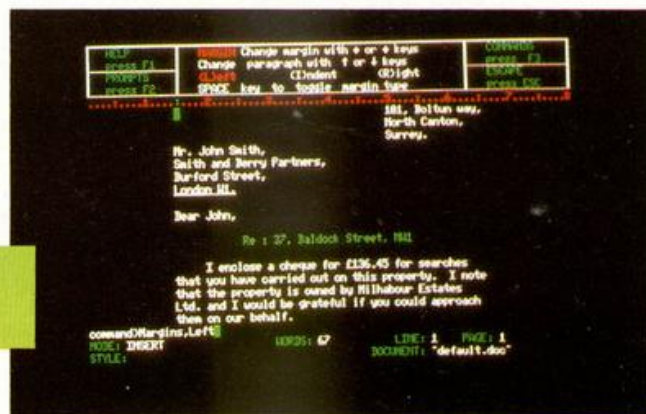 HELP
press F1
PROMPTS
press F2
MARGIN Change margin with ← or → keys
Change paragraph with ↑ or ↓ keys
(L)eft (I)ndent (R)ight
SPACE key to toggle margin type
COMMANDS
press F3
ESCAPE
press ESC
101, Boltun way,
North Canton,
Surrey.
Mr. John Smith,
Smith and Berry Partners,
Burford Street,
London W1.
Dear John,
Re : 37, Baldock Street, NW1
I enclose a cheque for £136.45 for searches
that you have carried out on this property. I note
that the property is owned by Milhabour Estates
Ltd. and I would be grateful if you could approach
them on our behalf.
command>Margins,Left
MODE: INSERT WORDS: 67 LINE: 1 PAGE: 1
STYLE: DOCUMENT: "default.doc"